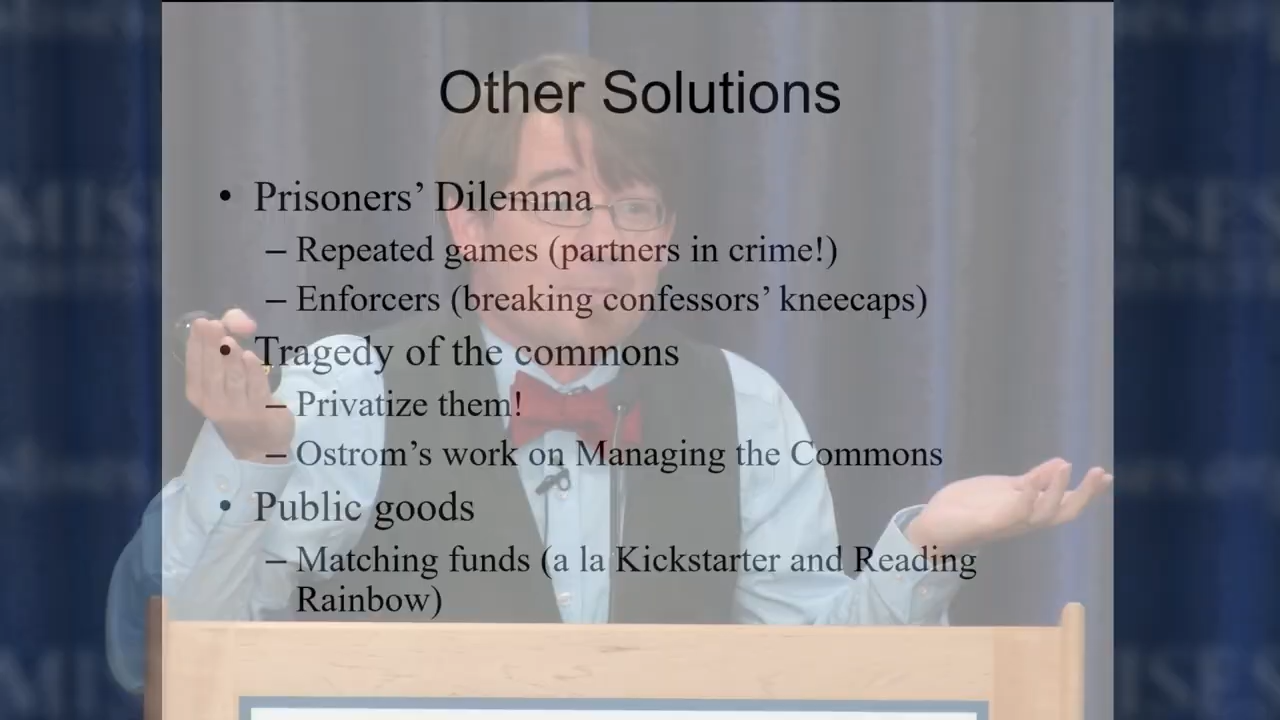 Other Solutions
• Prisoners’ Dilemma
– Repeated games (partners in crime!)
– Enforcers (breaking confessors’ kneecaps)
• Tragedy of the commons
– Privatize them!
– Ostrom’s work on Managing the Commons
• Public goods
– Matching funds (a la Kickstarter and Reading
Rainbow)